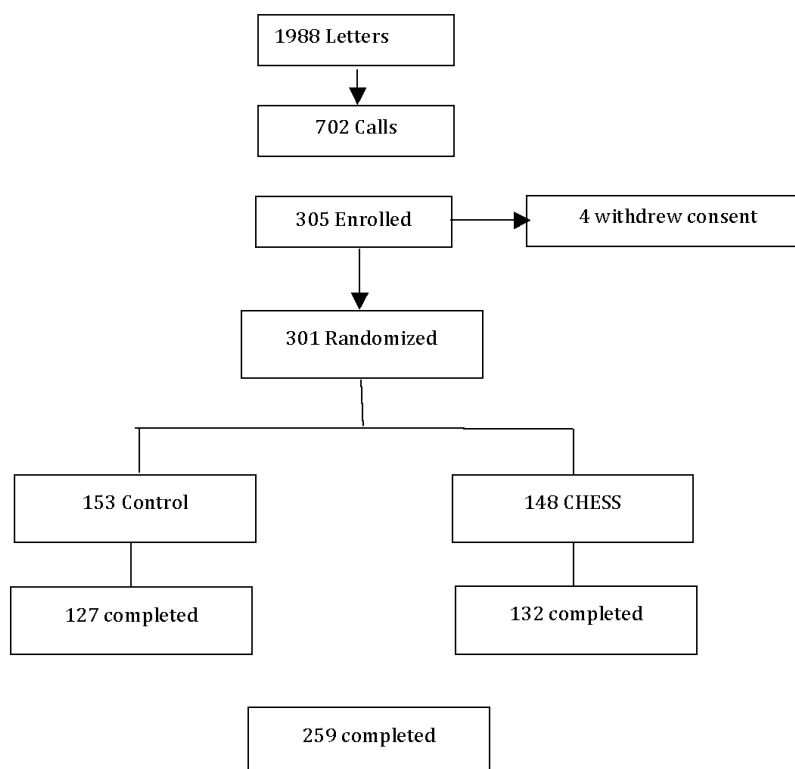 1988 Letters
702 Calls
305 Enrolled
4 withdrew consent
301 Randomized
153 Control
148 CHESS
127 completed
132 completed
259 completed